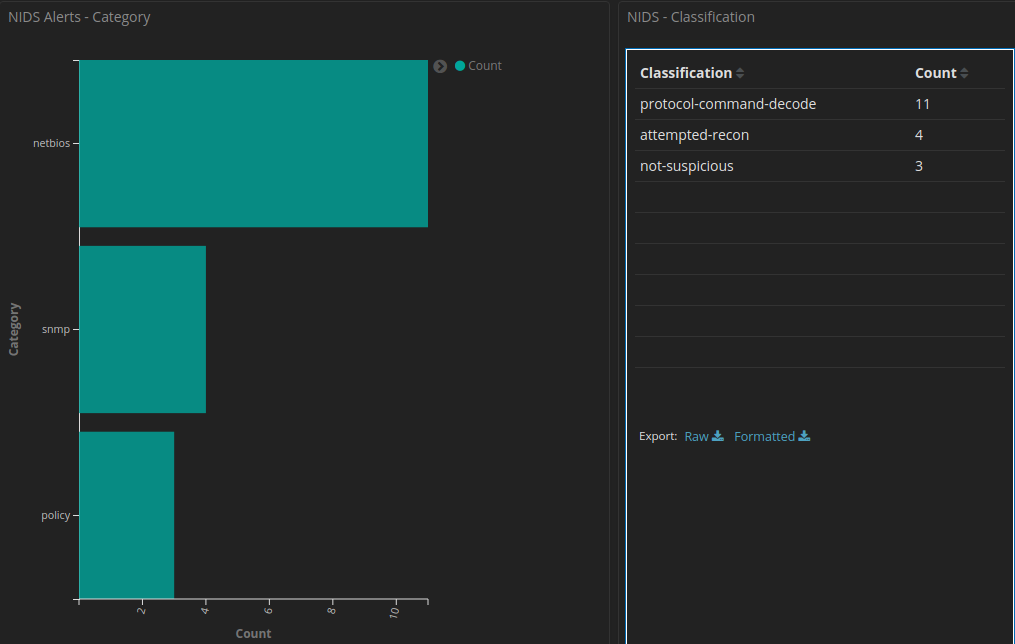 NIDS Alerts - Category
Count
netbios
snmp
policy
Category
2 4 6 8 10
Count
NIDS - Classification
Classification Count
protocol-command-decode 11
attempted-recon 4
not-suspicious 3
Export: Raw Formatted